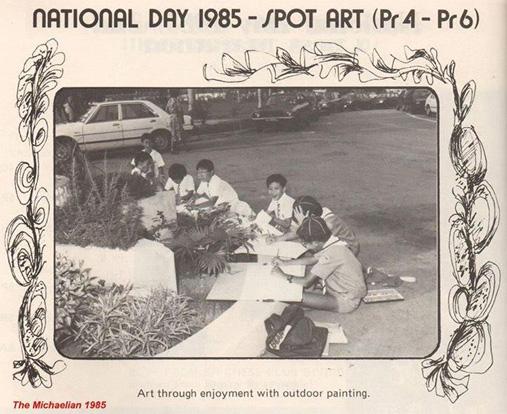 NATIONAL DAY 1985 - SPOT ART (Pr 4 - Pr 6)
Art through enjoyment with outdoor painting.
The Michaelian 1985